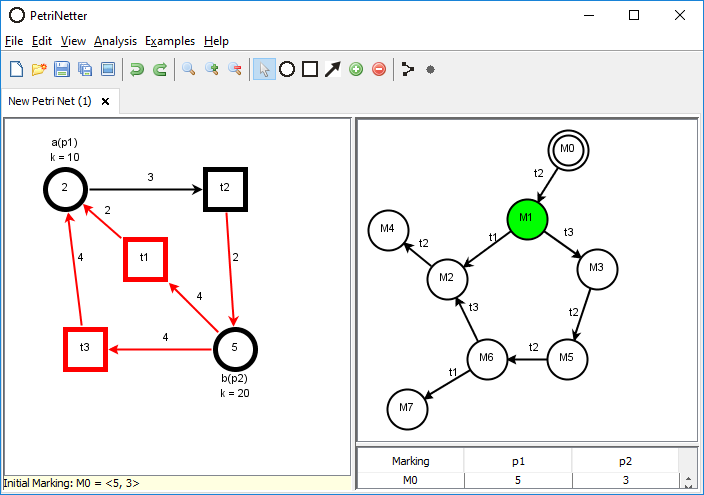 PetriNetter
File Edit View Analysis Examples Help
New Petri Net (1)
a(p1)
k = 10
2
3
t2
2
t1
2
4
4
t3
4
5
b(p2)
k = 20
Initial Marking: M0 = <5, 3>
M0
t2
M1
t1
t3
M4
t2
M2
M3
t3
t2
M6
t2
M5
t1
M7
Marking p1 p2
M0 5 3